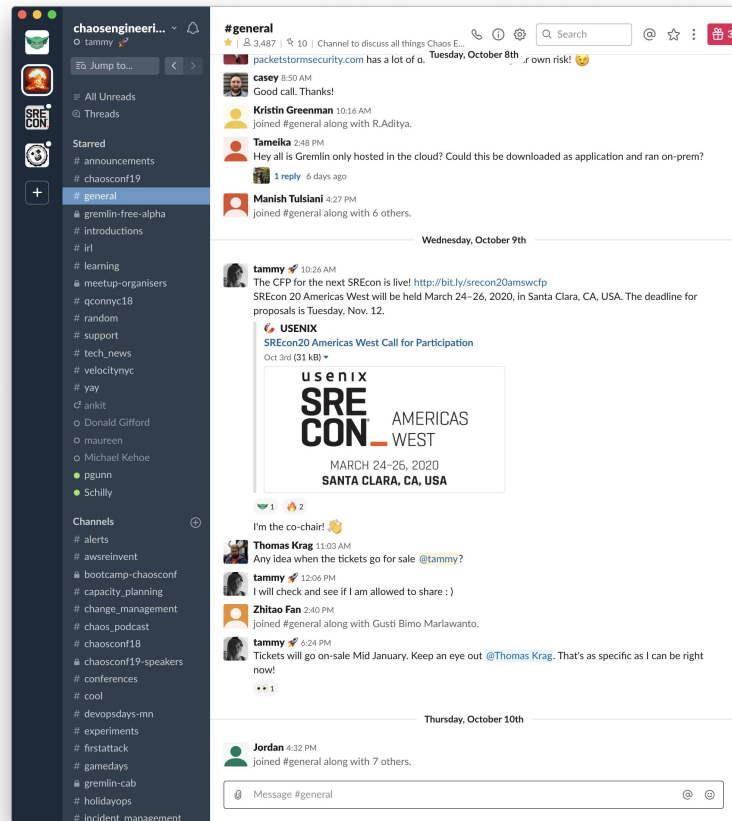 chaosengineeri...
tammy
Jump to...
All Unreads
Threads
Starred
# announcements
# chaosconf19
# general
gremlin-free-alpha
# introductions
# irl
# learning
meetup-organisers
# qconnyc18
# random
# support
# tech_news
# velocitynyc
# yay
ankit
Donald Gifford
maureen
Michael Kehoe
pgunn
Schilly
Channels
# alerts
# awsreinvent
bootcamp-chaosconf
# capacity_planning
# change_management
# chaos_podcast
# chaosconf18
chaosconf19-speakers
# conferences
# cool
# devopsdays-mn
# experiments
# firstattack
# gamedays
gremlin-cab
# holidayops
# incident_management
SRE
CON
#general
3,487 | 10 | Channel to discuss all things Chaos E...
Search
3
Tuesday, October 8th
packetstormsecurity.com has a lot of r own risk!
casey 8:50 AM
Good call. Thanks!
Kristin Greenman 10:16 AM
joined #general along with R.Aditya.
Tameika 2:48 PM
Hey all is Gremlin only hosted in the cloud? Could this be downloaded as application and ran on-prem?
1 reply 6 days ago
Manish Tulsiani 4:27 PM
joined #general along with 6 others.
Wednesday, October 9th
tammy 10:26 AM
The CFP for the next SREcon is live! http://bit.ly/srecon20amswcfp
SREcon 20 Americas West will be held March 24–26, 2020, in Santa Clara, CA, USA. The deadline for
proposals is Tuesday, Nov. 12.
USENIX
SREcon20 Americas West Call for Participation
Oct 3rd (31 kB)
usenix
SRE
CON_ AMERICAS
WEST
MARCH 24–26, 2020
SANTA CLARA, CA, USA
1 2
I'm the co-chair!
Thomas Krag 11:03 AM
Any idea when the tickets go for sale @tammy?
tammy 12:06 PM
I will check and see if I am allowed to share : )
Zhitao Fan 2:40 PM
joined #general along with Gusti Bimo Marlawanto.
tammy 6:24 PM
Tickets will go on-sale Mid January. Keep an eye out @Thomas Krag. That's as specific as I can be right
now!
1
Thursday, October 10th
Jordan 4:32 PM
joined #general along with 7 others.
Message #general